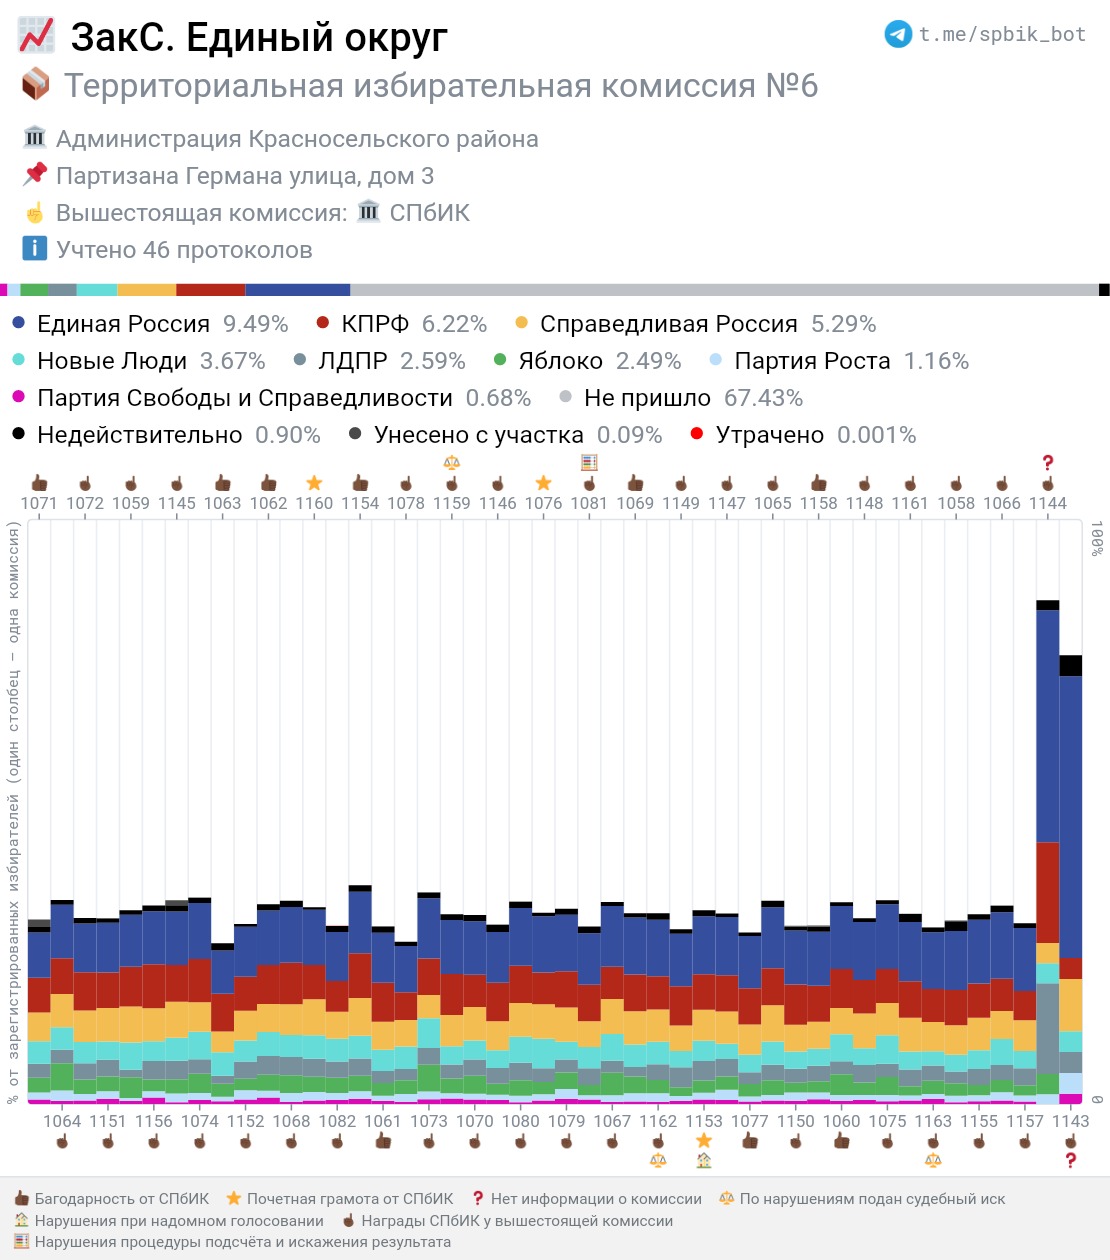 ЗакС. Единый округ
t.me/spbik_bot
Территориальная избирательная комиссия №6
Администрация Красносельского района
Партизана Германа улица, дом 3
Вышестоящая комиссия: СПбИК
Учтено 46 протоколов
Единая Россия 9.49% КПРФ 6.22% Справедливая Россия 5.29%
Новые Люди 3.67% ЛДПР 2.59% Яблоко 2.49% Партия Роста 1.16%
Партия Свободы и Справедливости 0.68% Не пришло 67.43%
Недействительно 0.90% Унесено с участка 0.09% Утрачено 0.001%
1071 1072 1059 1145 1063 1062 1160 1154 1078 1159 1146 1076 1081 1069 1149 1147 1065 1158 1148 1161 1058 1066 1144
% от зарегистрированных избирателей (один столбец — одна комиссия)
100%
0
1064 1151 1156 1074 1152 1068 1082 1061 1073 1070 1080 1079 1067 1162 1153 1077 1150 1060 1075 1163 1155 1157 1143
Багодарность от СПбИК Почетная грамота от СПбИК Нет информации о комиссии По нарушениям подан судебный иск
Нарушения при надомном голосовании Награды СПбИК у вышестоящей комиссии
Нарушения процедуры подсчёта и искажения результата